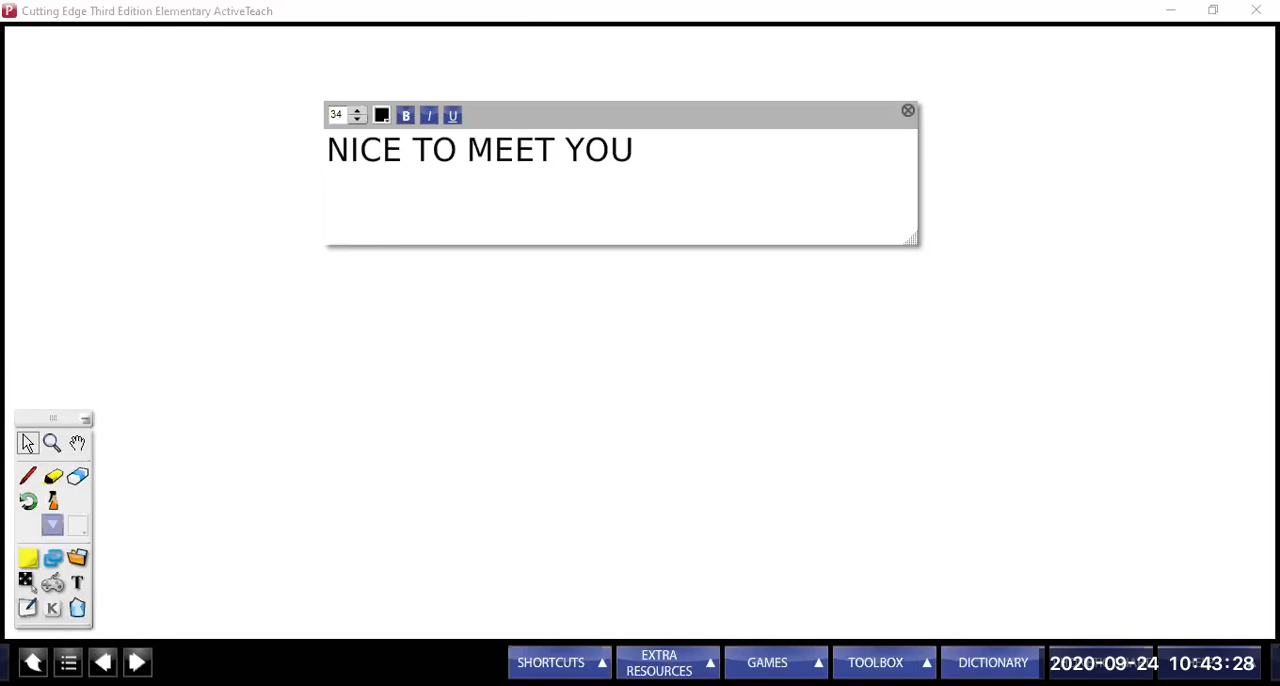 Cutting Edge Third Edition Elementary ActiveTeach
34 B I U
NICE TO MEET YOU
T
K
SHORTCUTS
EXTRA
RESOURCES
GAMES
TOOLBOX
DICTIONARY
2020-09-24 10:43:28